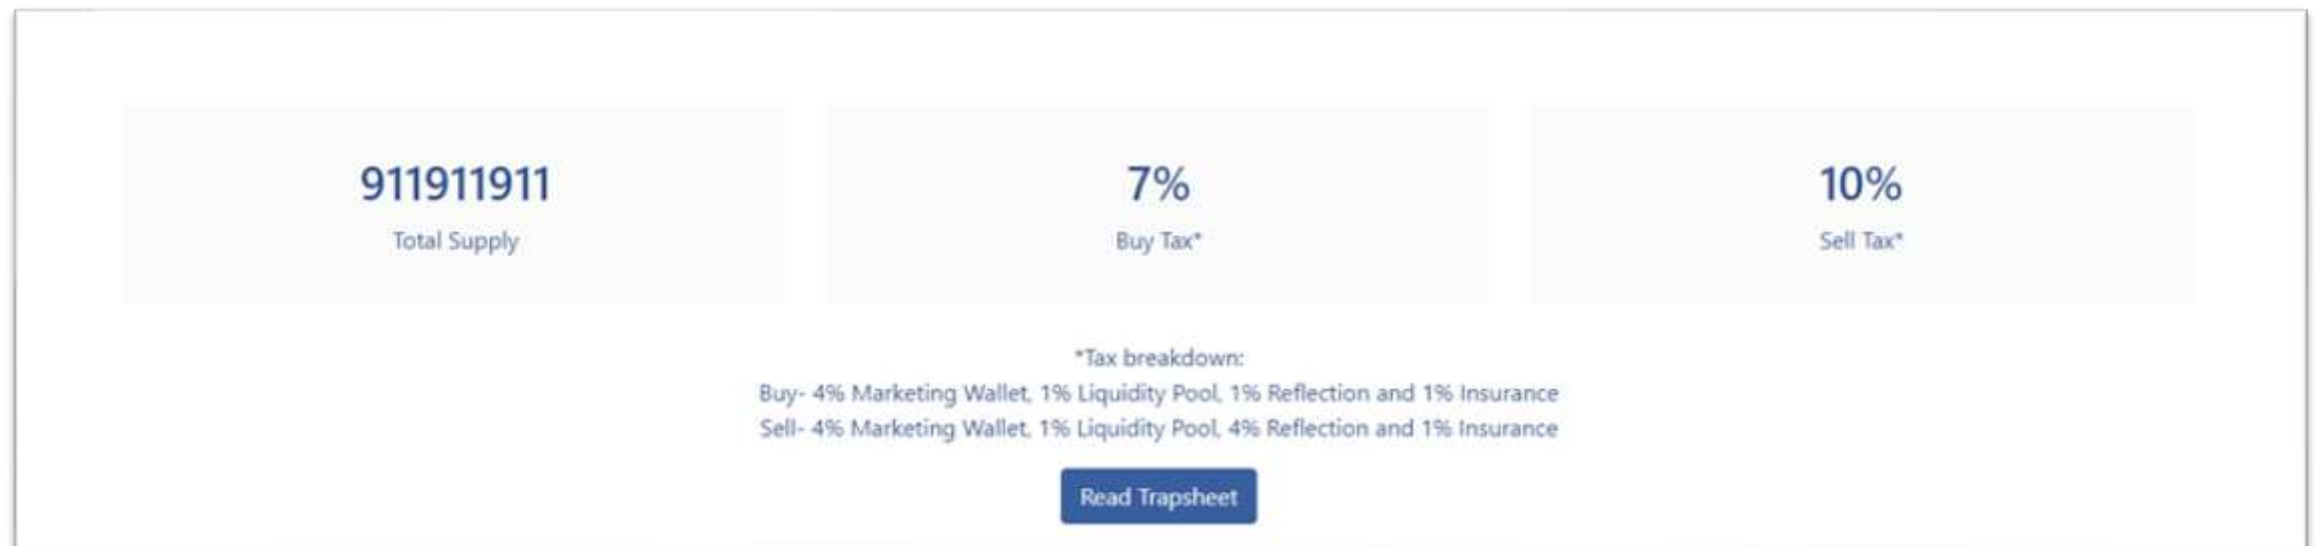 911911911
Total Supply
7%
Buy Tax*
10%
Sell Tax*
*Tax breakdown:
Buy- 4% Marketing Wallet, 1% Liquidity Pool, 1% Reflection and 1% Insurance
Sell- 4% Marketing Wallet, 1% Liquidity Pool, 4% Reflection and 1% Insurance
Read Trapsheet